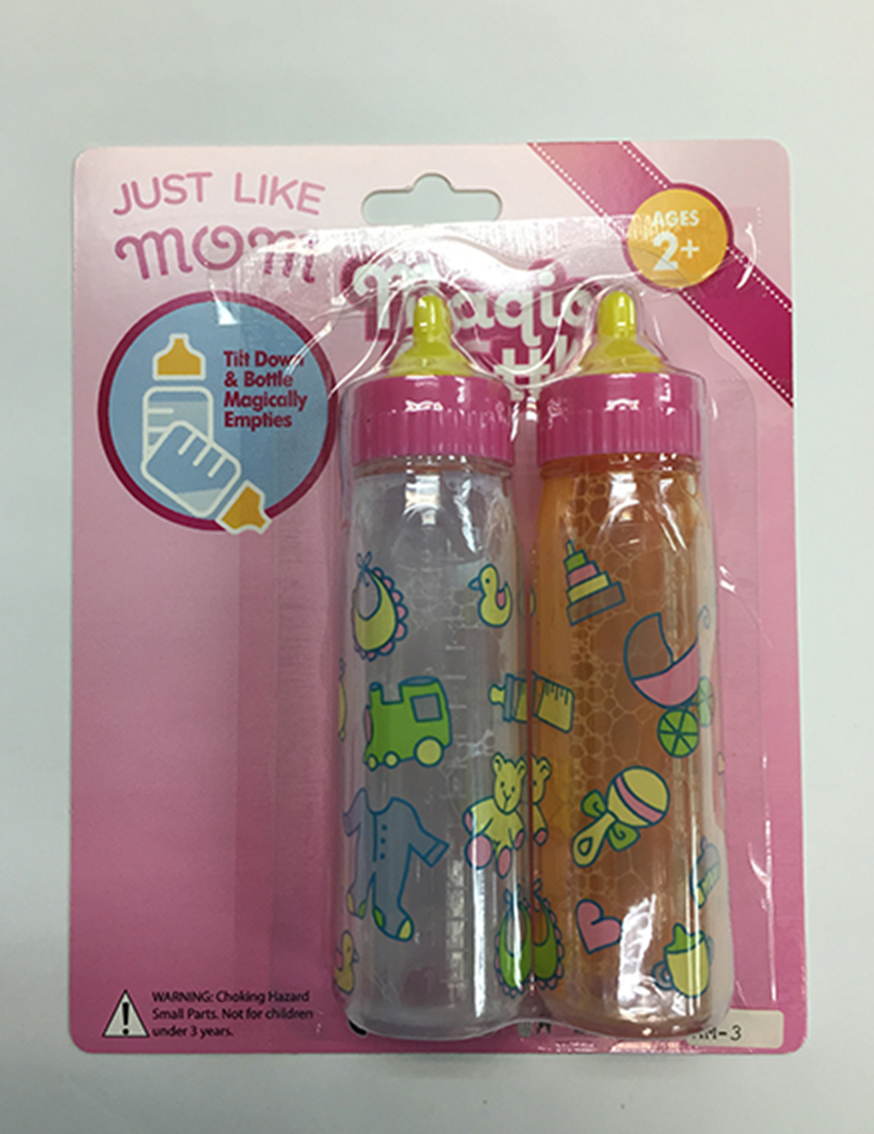 JUST LIKE
mom
AGES
2+
Magic
Tilt Down
& Bottle
Magically
Empties
WARNING: Choking Hazard
Small Parts. Not for children
under 3 years.